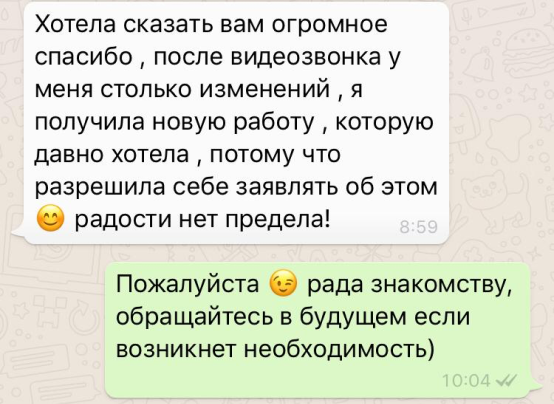 Хотела сказать вам огромное
спасибо , после видеозвонка у
меня столько изменений , я
получила новую работу , которую
давно хотела , потому что
разрешила себе заявлять об этом
😊 радости нет предела!
8:59
Пожалуйста 😉 рада знакомству,
обращайтесь в будущем если
возникнет необходимость)
10:04